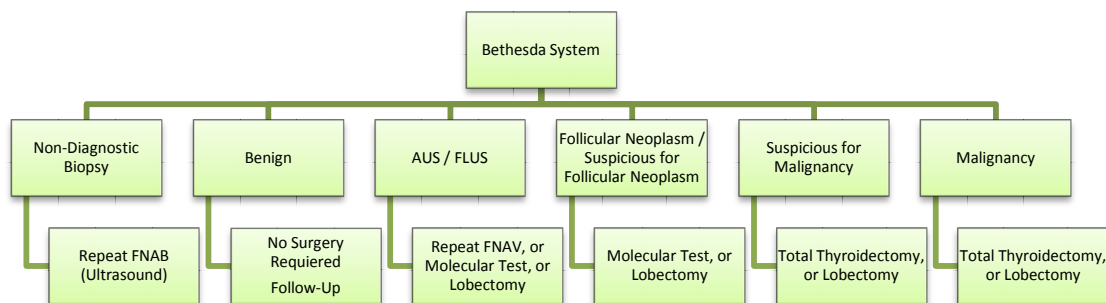 Bethesda System
Non-Diagnostic
Biopsy
Benign
AUS / FLUS
Follicular Neoplasm /
Suspicious for
Follicular Neoplasm
Suspicious for
Malignancy
Malignancy
Repeat FNAB
(Ultrasound)
No Surgery
Requiered
Follow-Up
Repeat FNAV, or
Molecular Test, or
Lobectomy
Molecular Test, or
Lobectomy
Total Thyroidectomy,
or Lobectomy
Total Thyroidectomy,
or Lobectomy